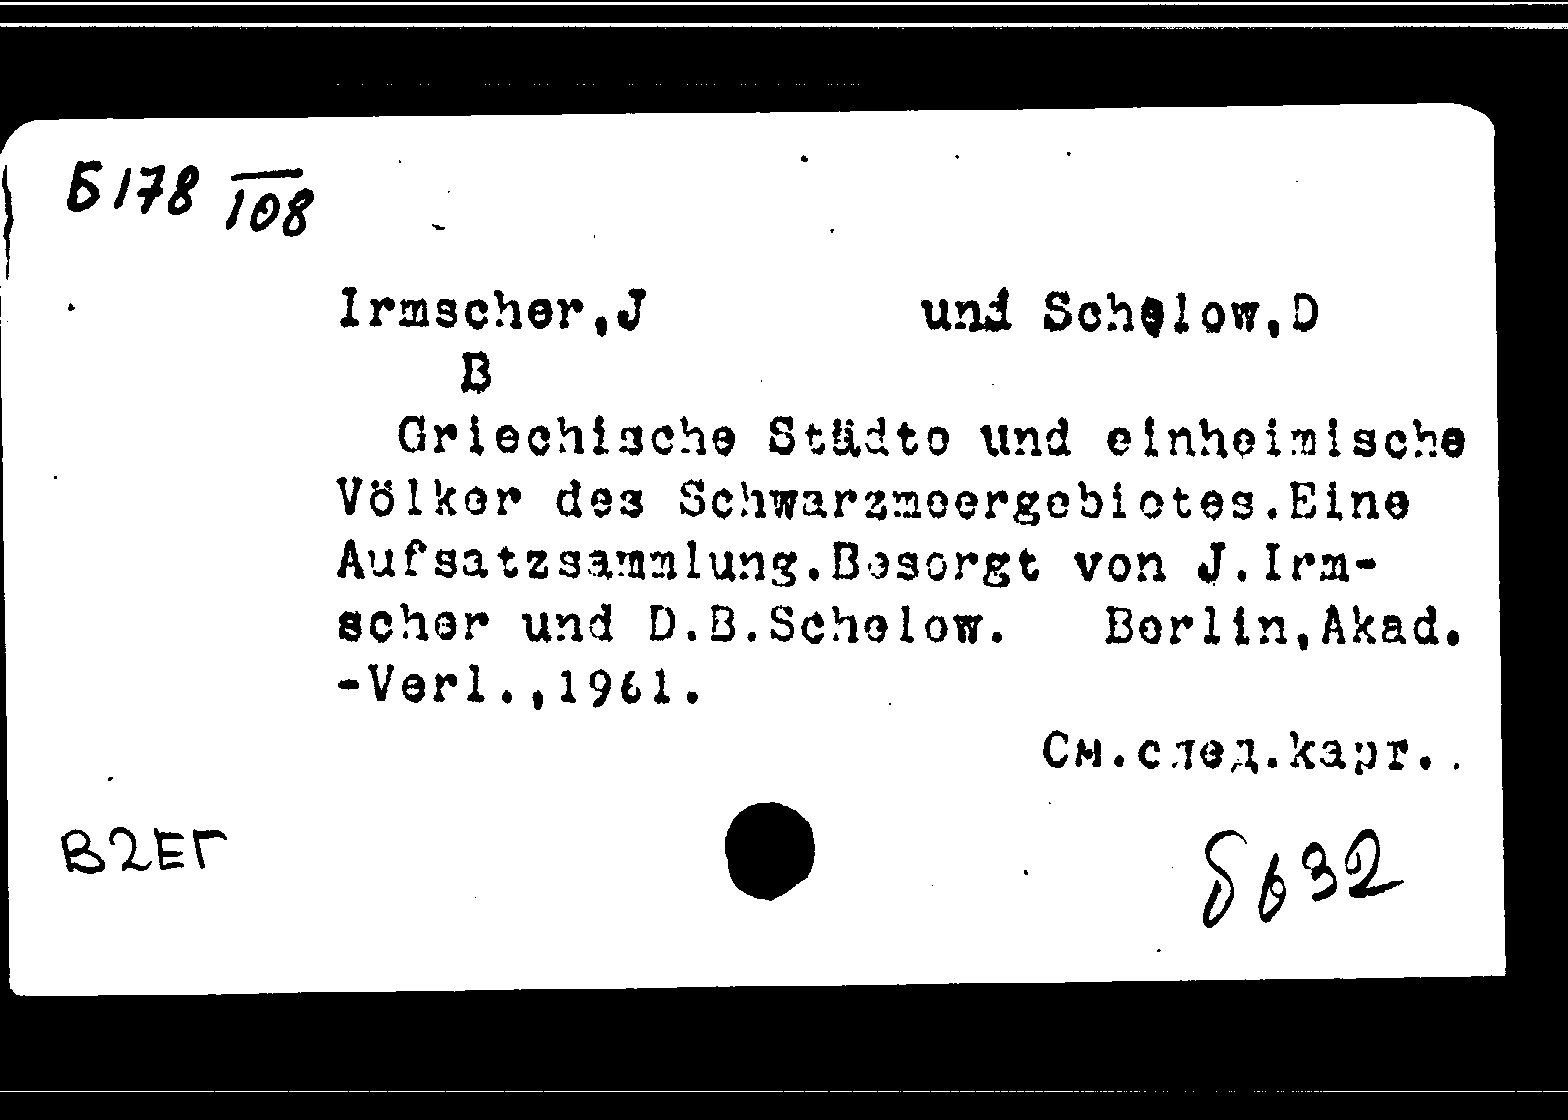 Б178 108
Irmscher,J und Schelow,D
B
Griechische Städte und einheimische
Völker des Schwarzmeergebietes.Eine
Aufsatzsammlung.Besorgt von J.Irm-
scher und D.B.Schelow. Berlin,Akad.
-Verl.,1961.
См.след.карт..
В2ЕГ